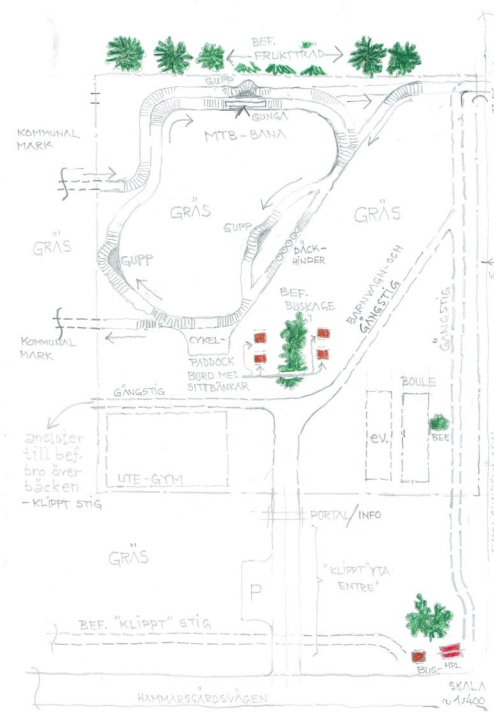 BEF.
FRUKTTRÄD
GUPP
GUNGA
MTB-BANA
KOMMUNAL
MARK
GRÄS
GRÄS
GRÄS
GUPP
GUPP
DÄCK-
HINDER
BEF.
BUSKAGE
BARNVAGN-OCH
GÅNGSTIG
GÅNGSTIG
KOMMUNAL
MARK
CYKEL-
PADDOCK
BORD MED
SITTBÄNKAR
GÅNGSTIG
BOULE
ev.
BEF.
ansluter
till bef.
bro över
bäcken
- KLIPPT STIG
UTE-GYM
PORTAL/INFO
GRÄS
"KLIPPT" YTA
ENTRE'
P
BEF. "KLIPPT" STIG
BUS-HPL.
HAMMARSGÅRDSVÄGEN
SKALA
~1:400